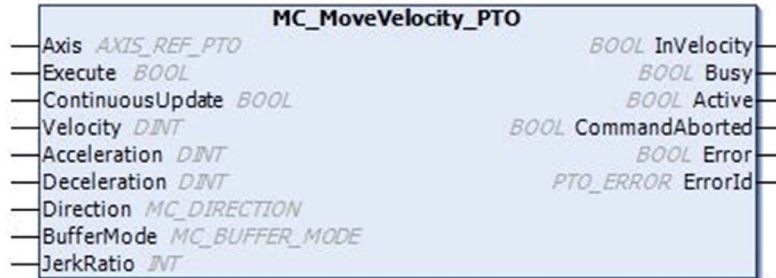 MC_MoveVelocity_PTO
Axis AXIS_REF_PTO BOOL InVelocity
Execute BOOL BOOL Busy
ContinuousUpdate BOOL BOOL Active
Velocity DINT BOOL CommandAborted
Acceleration DINT BOOL Error
Deceleration DINT PTO_ERROR ErrorId
Direction MC_DIRECTION
BufferMode MC_BUFFER_MODE
JerkRatio INT